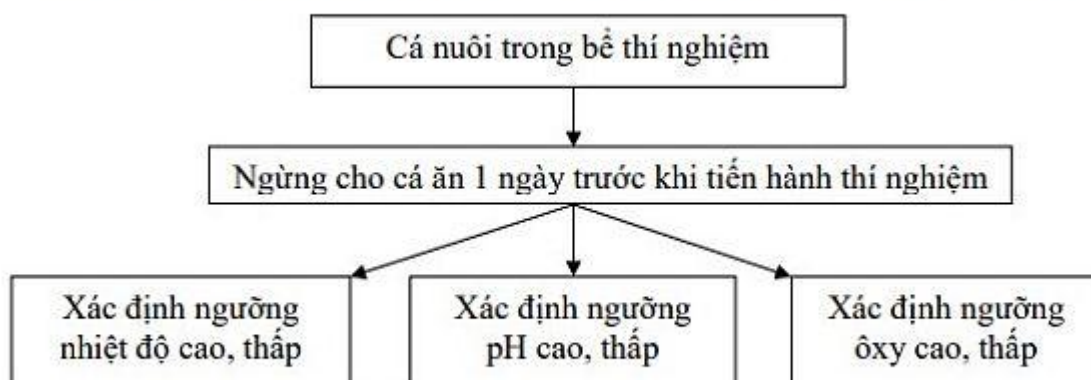 Cá nuôi trong bể thí nghiệm
Ngừng cho cá ăn 1 ngày trước khi tiến hành thí nghiệm
Xác định ngưỡng
nhiệt độ cao, thấp
Xác định ngưỡng
pH cao, thấp
Xác định ngưỡng
ôxy cao, thấp